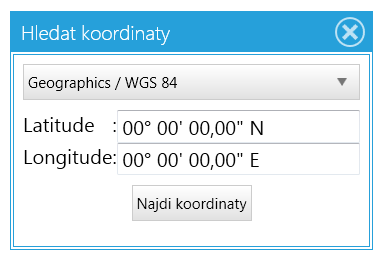 Hledat koordinaty
Geographics / WGS 84
Latitude : 00° 00' 00,00" N
Longitude: 00° 00' 00,00" E
Najdi koordinaty